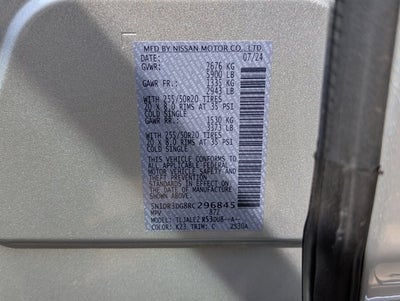 MFD BY NISSAN MOTOR CO., LTD
DATE: 07/24
GVWR: 2676 KG
5900 LB
GAWR FR.: 1335 KG
2943 LB
WITH 255/50R20 TIRES
20 x 8.0 RIMS AT 35 PSI
COLD SINGLE
GAWR RR.: 1530 KG
3373 LB
WITH 255/50R20 TIRES
20 x 8.0 RIMS AT 35 PSI
COLD SINGLE
THIS VEHICLE CONFORMS TO
ALL APPLICABLE FEDERAL
MOTOR VEHICLE SAFETY
STANDARDS IN EFFECT ON
THE DATE OF MANUFACTURE
SHOWN ABOVE.
5N1DR3DG8RC296845
MPV 872
COLOR: K23 TRIM: C